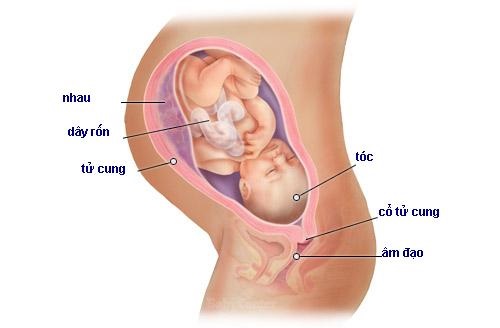 nhau
dây rốn
tử cung
tóc
cổ tử cung
âm đạo